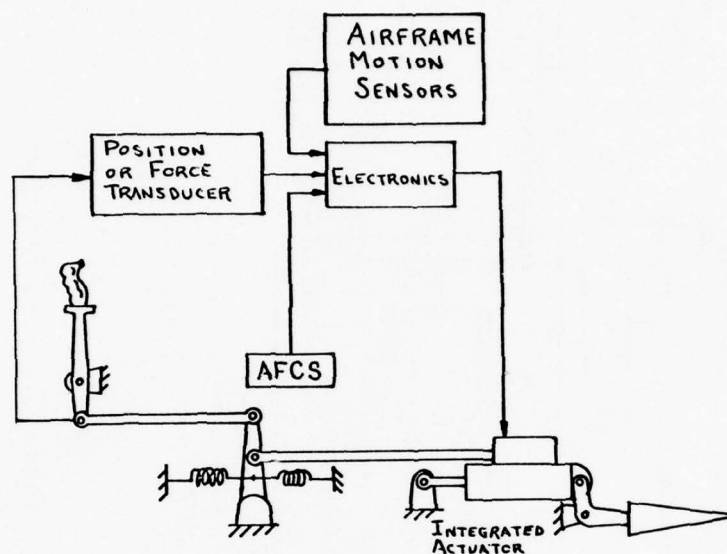 AIRFRAME
MOTION
SENSORS
POSITION
OR FORCE
TRANSDUCER
ELECTRONICS
AFCS
INTEGRATED
ACTUATOR